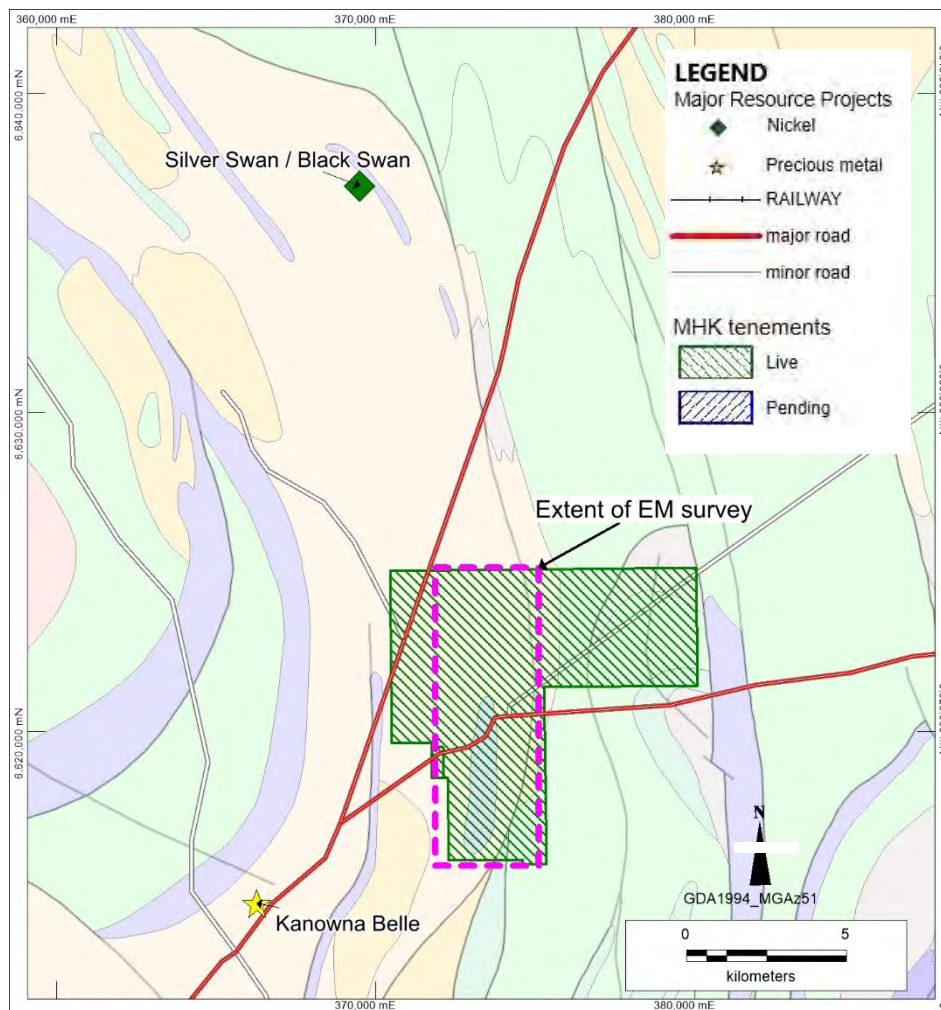 360,000 mE
370,000 mE
380,000 mE
6,640,000 mN
6,630,000 mN
6,620,000 mN
LEGEND
Major Resource Projects
Nickel
Precious metal
RAILWAY
major road
minor road
MHK tenements
Live
Pending
Silver Swan / Black Swan
Extent of EM survey
Kanowna Belle
N
GDA1994_MGAz51
0 5
kilometers
370,000 mE
380,000 mE